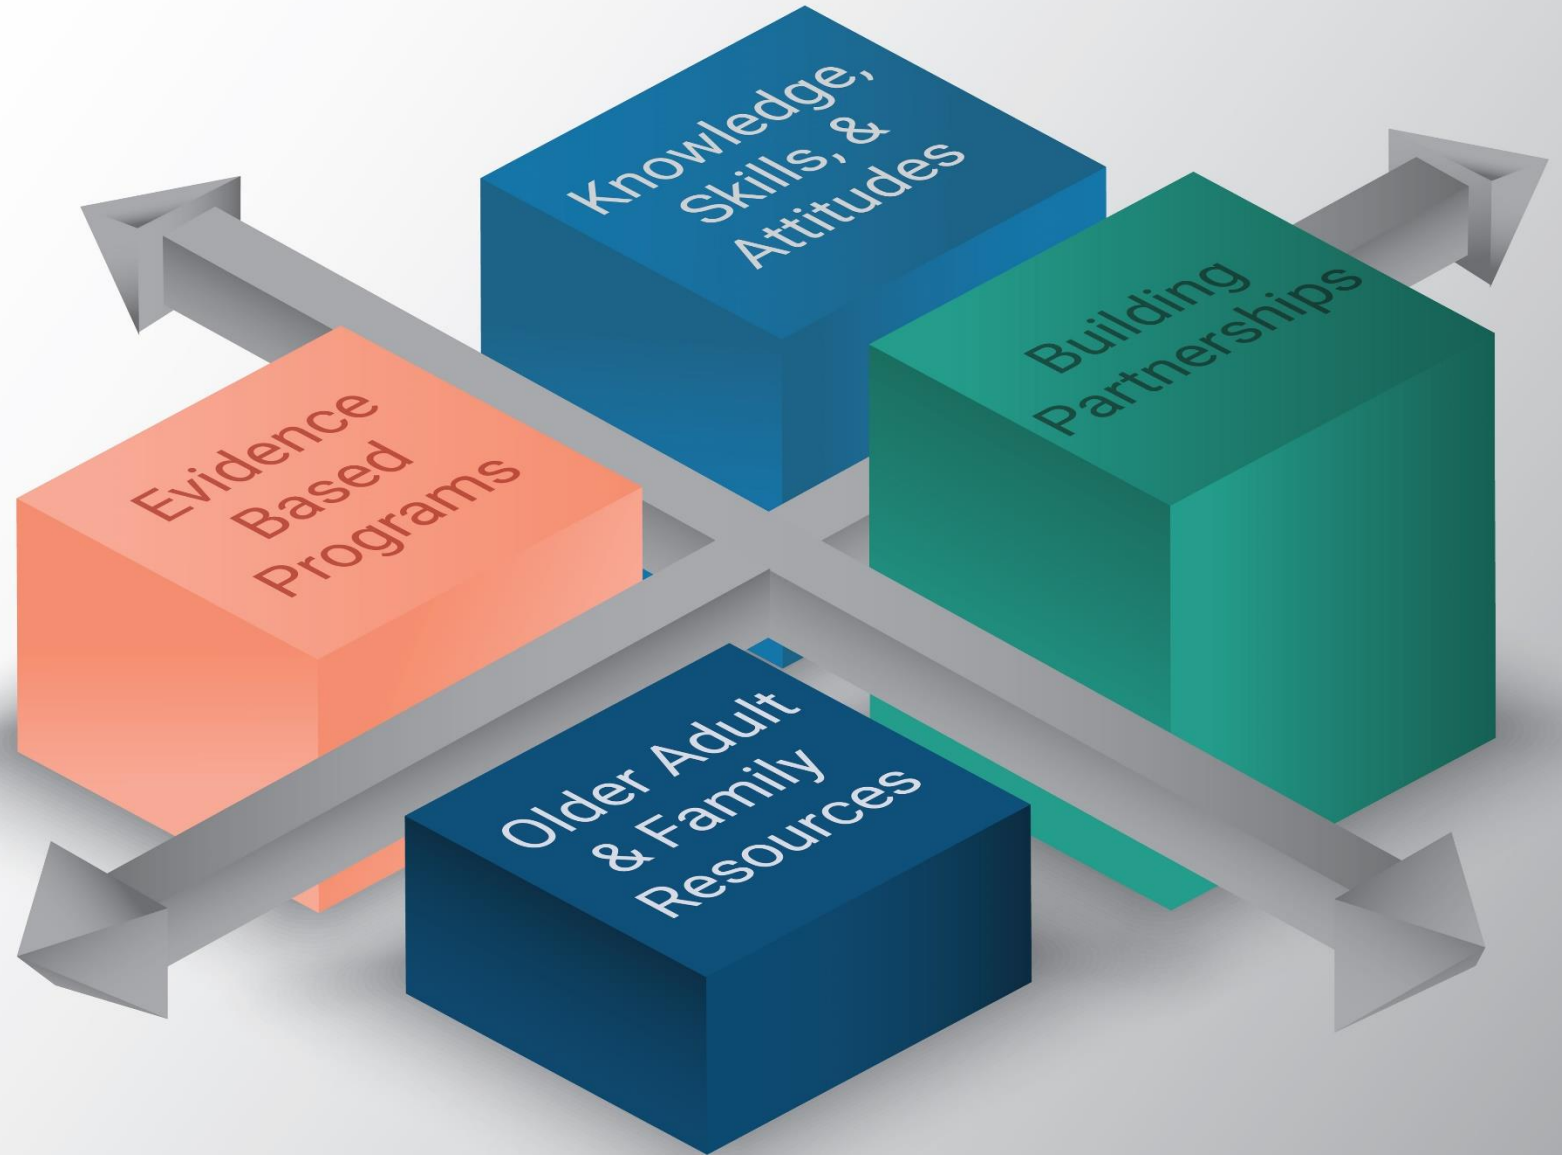 Knowledge,
Skills, &
Attitudes
Building
Partnerships
Evidence
Based
Programs
Older Adult
& Family
Resources